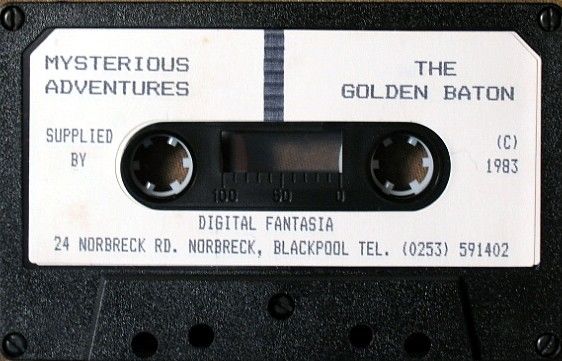 MYSTERIOUS
ADVENTURES
THE
GOLDEN BATON
SUPPLIED
BY
(C)
1983
100 50 0
DIGITAL FANTASIA
24 NORBRECK RD. NORBRECK, BLACKPOOL TEL. (0253) 591402